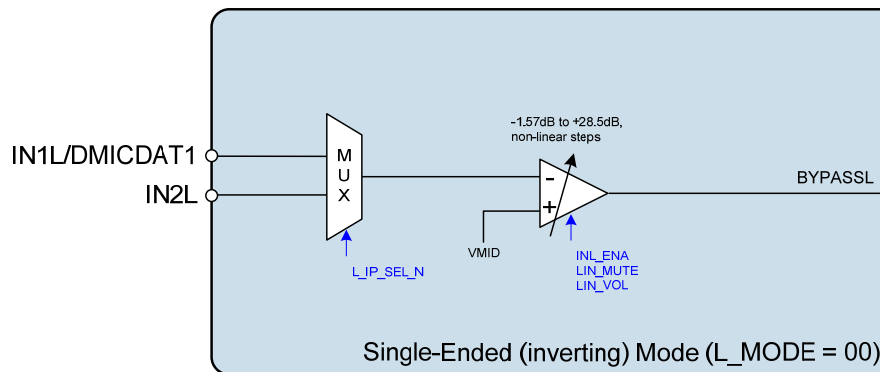 -1.57dB to +28.5dB,
non-linear steps
IN1L/DMICDAT1
IN2L
M
U
X
-
+
BYPASSL
VMID
L_IP_SEL_N
INL_ENA
LIN_MUTE
LIN_VOL
Single-Ended (inverting) Mode (L_MODE = 00)